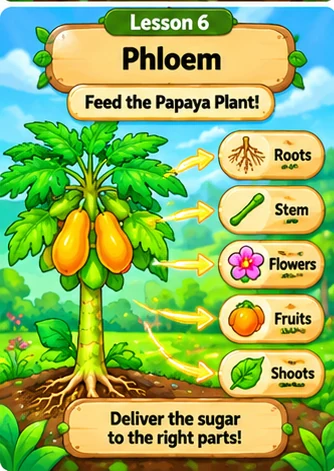 Lesson 6
Phloem
Feed the Papaya Plant!
Roots
Stem
Flowers
Fruits
Shoots
Deliver the sugar
to the right parts!